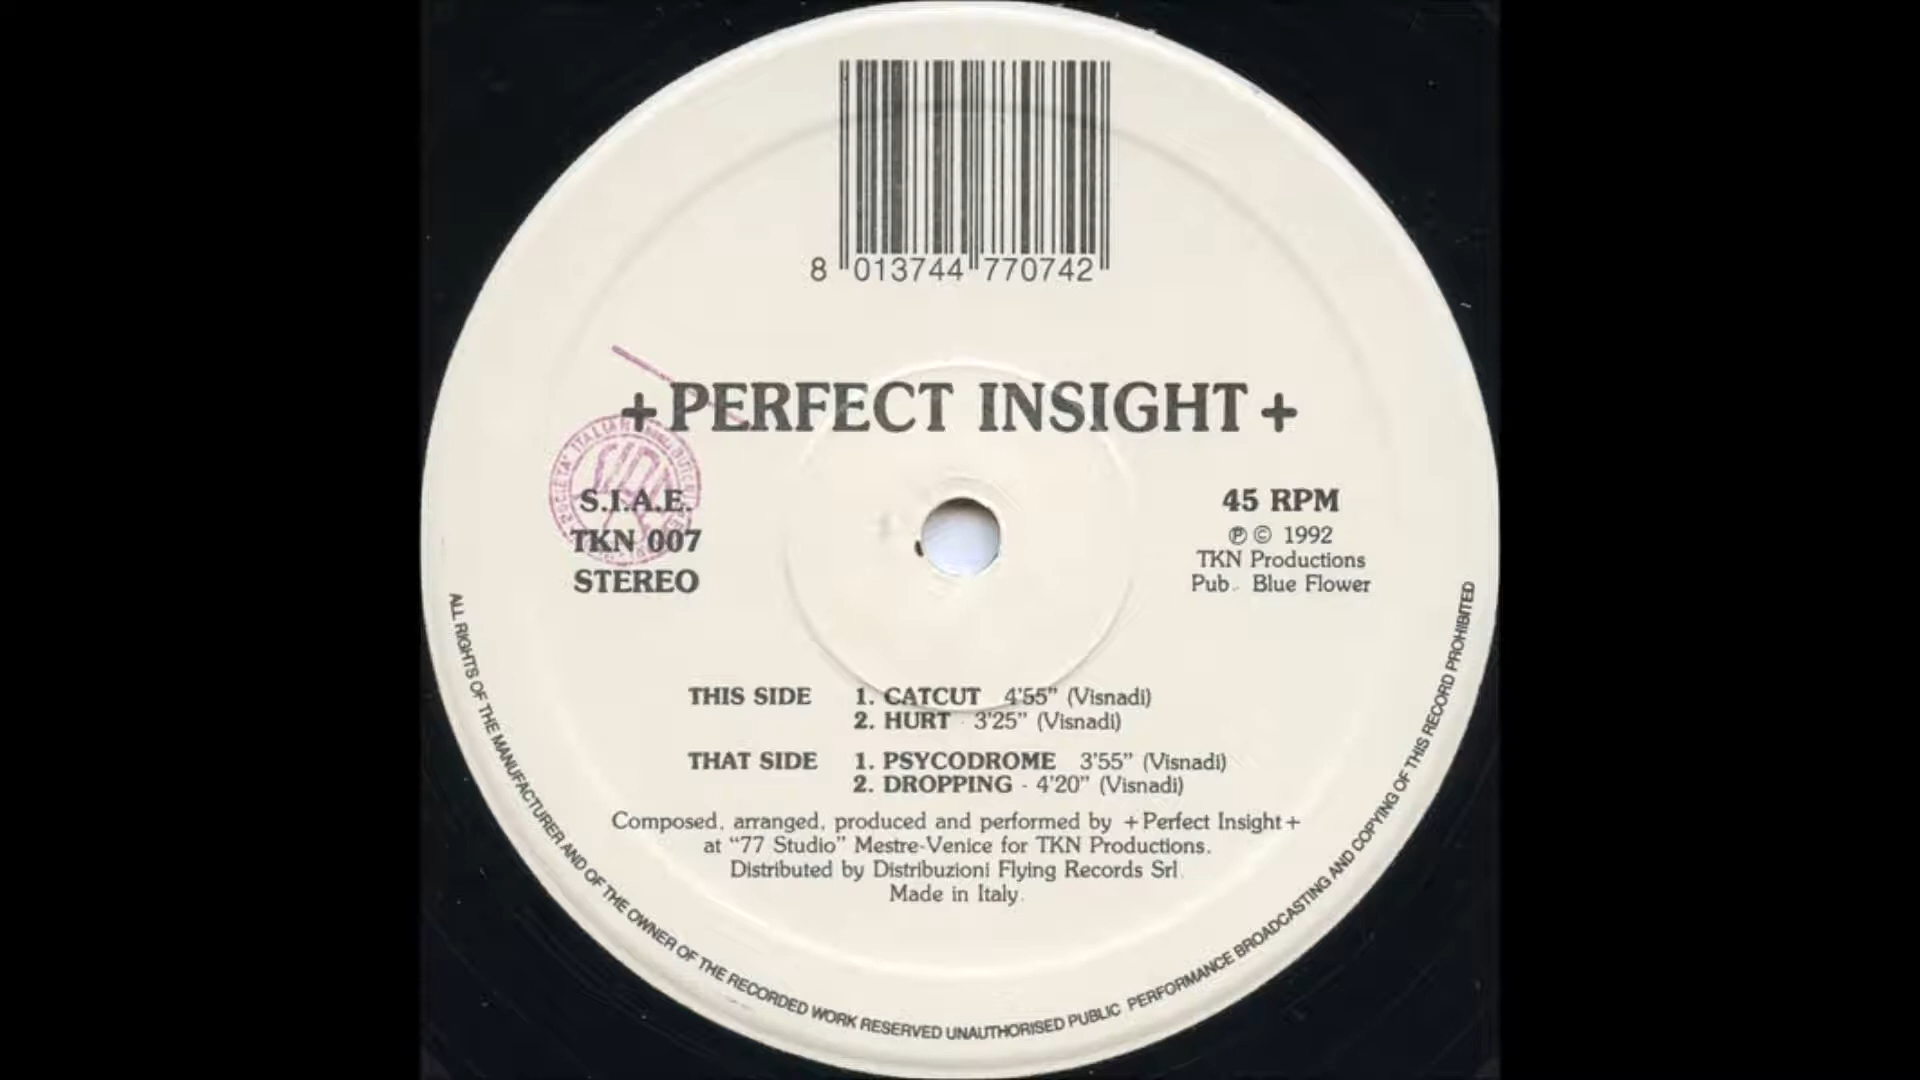 8 013744 770742
+PERFECT INSIGHT+
S.I.A.E.
TKN 007
STEREO
45 RPM
℗ © 1992
TKN Productions
Pub. Blue Flower
THIS SIDE 1. CATCUT 4'55" (Visnadi)
2. HURT - 3'25" (Visnadi)
THAT SIDE 1. PSYCODROME 3'55" (Visnadi)
2. DROPPING - 4'20" (Visnadi)
Composed, arranged, produced and performed by +Perfect Insight+
at "77 Studio" Mestre-Venice for TKN Productions.
Distributed by Distribuzioni Flying Records Srl.
Made in Italy.
ALL RIGHTS OF THE MANUFACTURER AND OF THE OWNER OF THE RECORDED WORK RESERVED UNAUTHORISED PUBLIC PERFORMANCE BROADCASTING AND COPYING OF THIS RECORD PROHIBITED
SOCIETA' ITALIANA